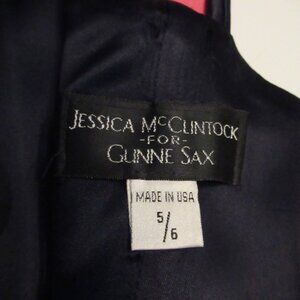 JESSICA McCLINTOCK
-FOR-
GUNNE SAX
MADE IN USA
5/6